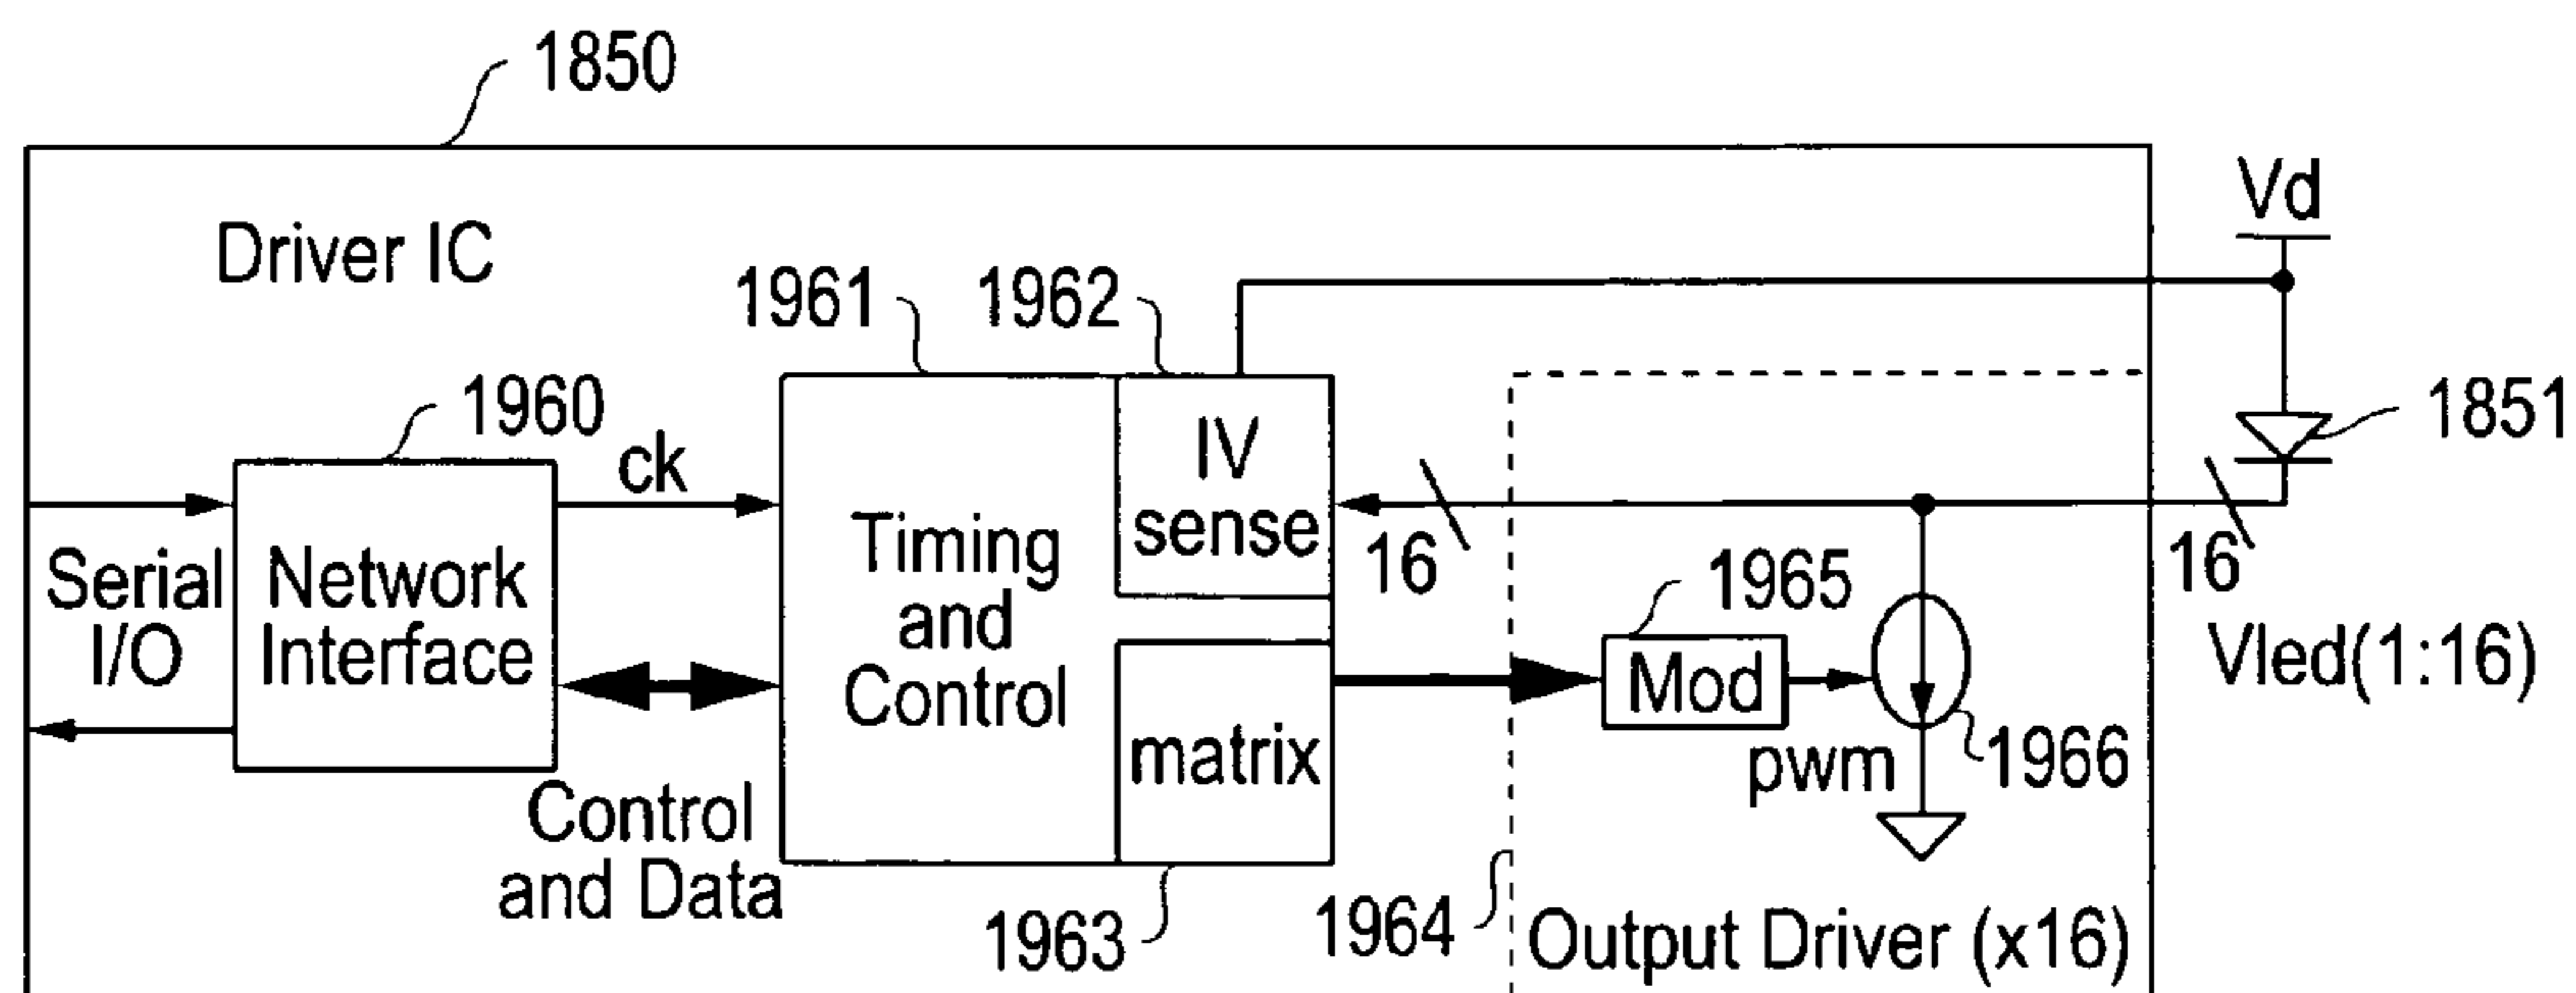 1850
Vd
Driver IC
1961
1962
1960
1851
ck
IV
sense
Timing
and
Control
16
1965
16
Serial
I/O
Network
Interface
Vled(1:16)
Mod
matrix
pwm
1966
Control
and Data
1963
1964
Output Driver (x16)